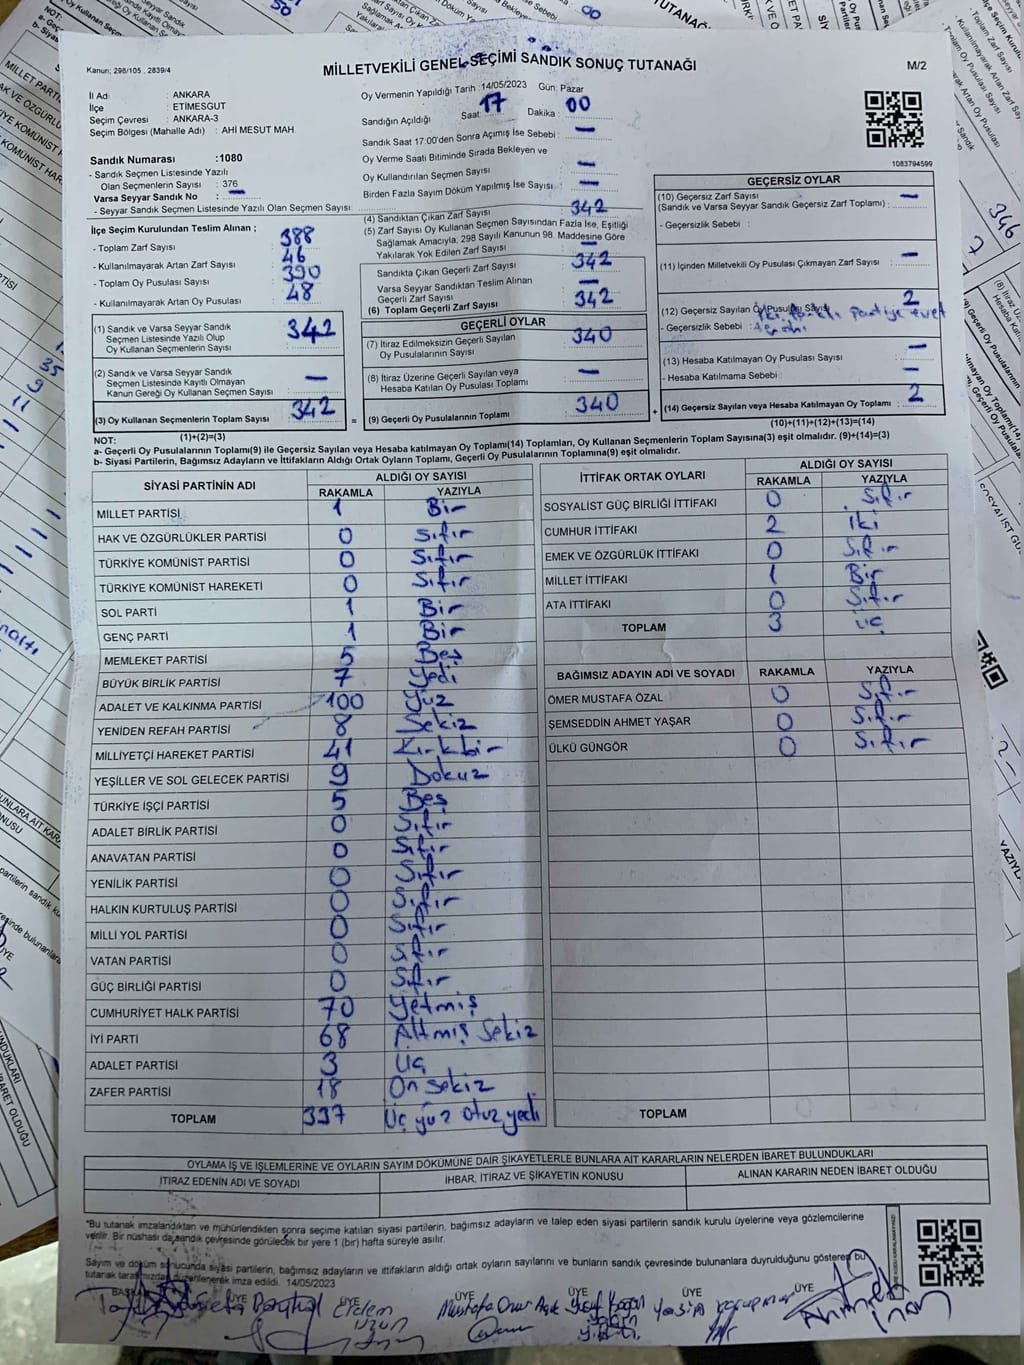 MİLLETVEKİLİ GENEL SEÇİMİ SANDIK SONUÇ TUTANAĞI
Kanun; 298/105, 2839/4
M/2
İl Adı : ANKARA
İlçe : ETİMESGUT
Seçim Çevresi : ANKARA-3
Seçim Bölgesi (Mahalle Adı) : AHİ MESUT MAH.
Sandık Numarası :1080
- Sandık Seçmen Listesinde Yazılı
Olan Seçmenlerin Sayısı : 376
Varsa Seyyar Sandık No : —
- Seyyar Sandık Seçmen Listesinde Yazılı Olan Seçmen Sayısı:
Oy Vermenin Yapıldığı Tarih :14/05/2023 Gün: Pazar
Sandığın Açıldığı Saat: 17 Dakika : 00
Sandık Saat 17:00'den Sonra Açımış İse Sebebi : —
Oy Verme Saati Bitiminde Sırada Bekleyen ve
Oy Kullandırılan Seçmen Sayısı : —
Birden Fazla Sayım Döküm Yapılmış İse Sayısı : —
İlçe Seçim Kurulundan Teslim Alınan ;
- Toplam Zarf Sayısı : 388
- Kullanılmayarak Artan Zarf Sayısı : 46
- Toplam Oy Pusulası Sayısı : 390
- Kullanılmayarak Artan Oy Pusulası : 48
(1) Sandık ve Varsa Seyyar Sandık
Seçmen Listesinde Yazılı Olup
Oy Kullanan Seçmenlerin Sayısı : 342
(2) Sandık ve Varsa Seyyar Sandık
Seçmen Listesinde Kayıtlı Olmayan
Kanun Gereği Oy Kullanan Seçmen Sayısı : —
(3) Oy Kullanan Seçmenlerin Toplam Sayısı : 342
(1)+(2)=(3)
(4) Sandıktan Çıkan Zarf Sayısı : 342
(5) Zarf Sayısı Oy Kullanan Seçmen Sayısından Fazla İse, Eşitliği
Sağlamak Amacıyla, 298 Sayılı Kanunun 98. Maddesine Göre
Yakılarak Yok Edilen Zarf Sayısı : —
Sandıkta Çıkan Geçerli Zarf Sayısı : 342
Varsa Seyyar Sandıktan Teslim Alınan
Geçerli Zarf Sayısı : —
(6) Toplam Geçerli Zarf Sayısı : 342
GEÇERLİ OYLAR
(7) İtiraz Edilmeksizin Geçerli Sayılan
Oy Pusulalarının Sayısı : 340
(8) İtiraz Üzerine Geçerli Sayılan veya
Hesaba Katılan Oy Pusulası Toplamı : —
= (9) Geçerli Oy Pusulalarının Toplamı : 340
1083794599
GEÇERSİZ OYLAR
(10) Geçersiz Zarf Sayısı
(Sandık ve Varsa Seyyar Sandık Geçersiz Zarf Toplamı) : —
- Geçersizlik Sebebi :
(11) İçinden Milletvekili Oy Pusulası Çıkmayan Zarf Sayısı : —
(12) Geçersiz Sayılan Oy Pusulası Sayısı : 2
- Geçersizlik Sebebi : İki farklı partiye evet
(13) Hesaba Katılmayan Oy Pusulası Sayısı : —
- Hesaba Katılmama Sebebi : —
+ (14) Geçersiz Sayılan veya Hesaba Katılmayan Oy Toplamı : 2
(10)+(11)+(12)+(13)=(14)
NOT:
a- Geçerli Oy Pusulalarının Toplamı(9) ile Geçersiz Sayılan veya Hesaba katılmayan Oy Toplamı(14) Toplamları, Oy Kullanan Seçmenlerin Toplam Sayısına(3) eşit olmalıdır. (9)+(14)=(3)
b- Siyasi Partilerin, Bağımsız Adayların ve İttifakların Aldığı Ortak Oyların Toplamı, Geçerli Oy Pusulalarının Toplamına(9) eşit olmalıdır.
SİYASİ PARTİNİN ADI ALDIĞI OY SAYISI
RAKAMLA YAZIYLA
MİLLET PARTİSİ 1 Bir
HAK VE ÖZGÜRLÜKLER PARTİSİ 0 Sıfır
TÜRKİYE KOMÜNİST PARTİSİ 0 Sıfır
TÜRKİYE KOMÜNİST HAREKETİ 0 Sıfır
SOL PARTİ 1 Bir
GENÇ PARTİ 1 Bir
MEMLEKET PARTİSİ 5 Beş
BÜYÜK BİRLİK PARTİSİ 7 Yedi
ADALET VE KALKINMA PARTİSİ 100 Yüz
YENİDEN REFAH PARTİSİ 8 Sekiz
MİLLİYETÇİ HAREKET PARTİSİ 41 Kırkbir
YEŞİLLER VE SOL GELECEK PARTİSİ 9 Dokuz
TÜRKİYE İŞÇİ PARTİSİ 5 Beş
ADALET BİRLİK PARTİSİ 0 Sıfır
ANAVATAN PARTİSİ 0 Sıfır
YENİLİK PARTİSİ 0 Sıfır
HALKIN KURTULUŞ PARTİSİ 0 Sıfır
MİLLİ YOL PARTİSİ 0 Sıfır
VATAN PARTİSİ 0 Sıfır
GÜÇ BİRLİĞİ PARTİSİ 0 Sıfır
CUMHURİYET HALK PARTİSİ 70 Yetmiş
İYİ PARTİ 68 Altmış Sekiz
ADALET PARTİSİ 3 Üç
ZAFER PARTİSİ 18 On sekiz
TOPLAM 337 Üç yüz otuz yedi
İTTİFAK ORTAK OYLARI ALDIĞI OY SAYISI
RAKAMLA YAZIYLA
SOSYALİST GÜÇ BİRLİĞİ İTTİFAKI 0 Sıfır
CUMHUR İTTİFAKI 2 İki
EMEK VE ÖZGÜRLÜK İTTİFAKI 0 Sıfır
MİLLET İTTİFAKI 1 Bir
ATA İTTİFAKI 0 Sıfır
TOPLAM 3 Üç
BAĞIMSIZ ADAYIN ADI VE SOYADI RAKAMLA YAZIYLA
ÖMER MUSTAFA ÖZAL 0 Sıfır
ŞEMSEDDİN AHMET YAŞAR 0 Sıfır
ÜLKÜ GÜNGÖR 0 Sıfır
TOPLAM 0
OYLAMA İŞ VE İŞLEMLERİNE VE OYLARIN SAYIM DÖKÜMÜNE DAİR ŞİKAYETLERLE BUNLARA AİT KARARLARIN NELERDEN İBARET BULUNDUKLARI
İTİRAZ EDENİN ADI VE SOYADI İHBAR, İTİRAZ VE ŞİKAYETİN KONUSU ALINAN KARARIN NEDEN İBARET OLDUĞU
*Bu tutanak imzalandıktan ve mühürlendikten sonra seçime katılan siyasi partilerin, bağımsız adayların ve talep eden siyasi partilerin sandık kurulu üyelerine veya gözlemcilerine
verilir. Bir nüshası da sandık çevresinde görülecek bir yere 1 (bir) hafta süreyle asılır.
Sayım ve döküm sonucunda siyasi partilerin, bağımsız adayların ve ittifakların aldığı ortak oyların sayısını ve bunların sandık çevresinde bulunanlara duyrulduğunu gösteren bu
tutanak tarafımızdan düzenlenerek imza edildi. 14/05/2023
BAŞKAN ÜYE ÜYE ÜYE ÜYE ÜYE ÜYE
Erdem Uzun
Mustafa Onur
Yasin
Ahmet İnan